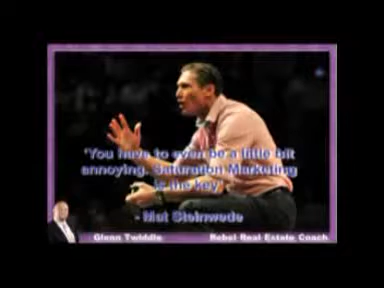 'You have to even be a little bit
annoying. Saturation Marketing
is the key'
- Mat Steinwede
Glenn Twiddle
Rebel Real Estate Coach